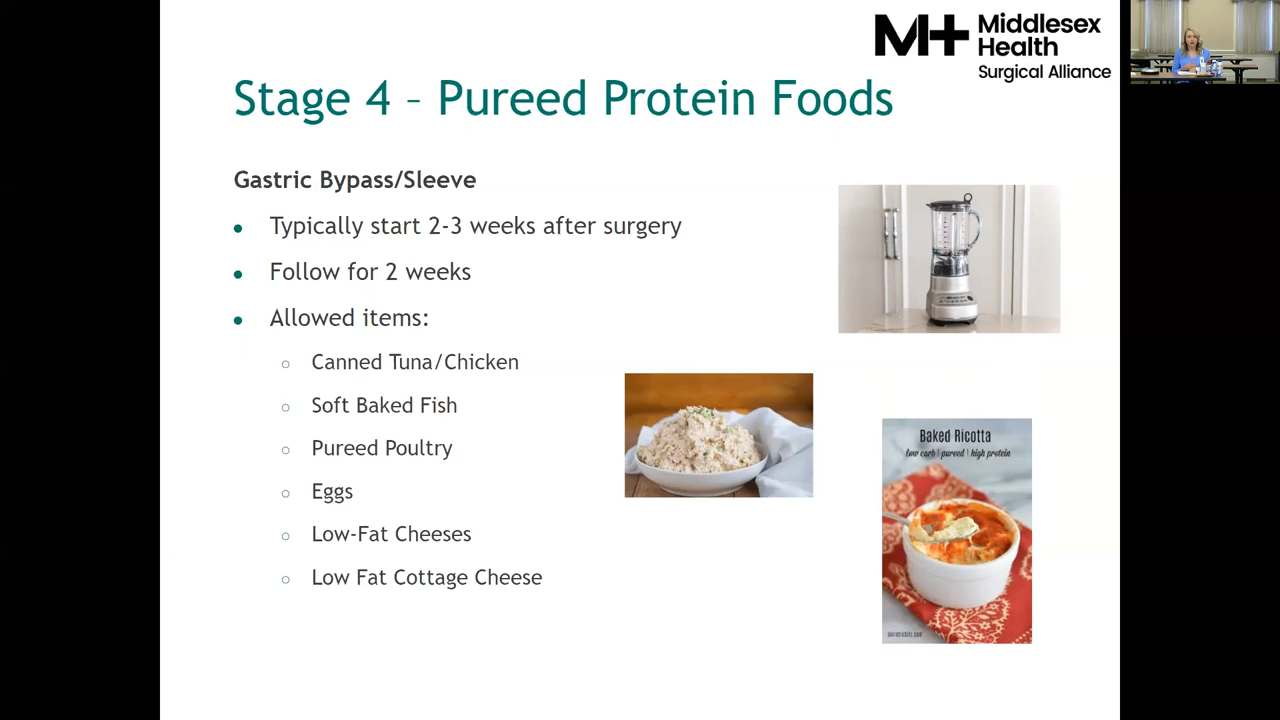 M+ Middlesex
Health
Surgical Alliance
Stage 4 – Pureed Protein Foods
Gastric Bypass/Sleeve
• Typically start 2-3 weeks after surgery
• Follow for 2 weeks
• Allowed items:
○ Canned Tuna/Chicken
○ Soft Baked Fish
○ Pureed Poultry
○ Eggs
○ Low-Fat Cheeses
○ Low Fat Cottage Cheese
Baked Ricotta
low carb | pureed | high protein